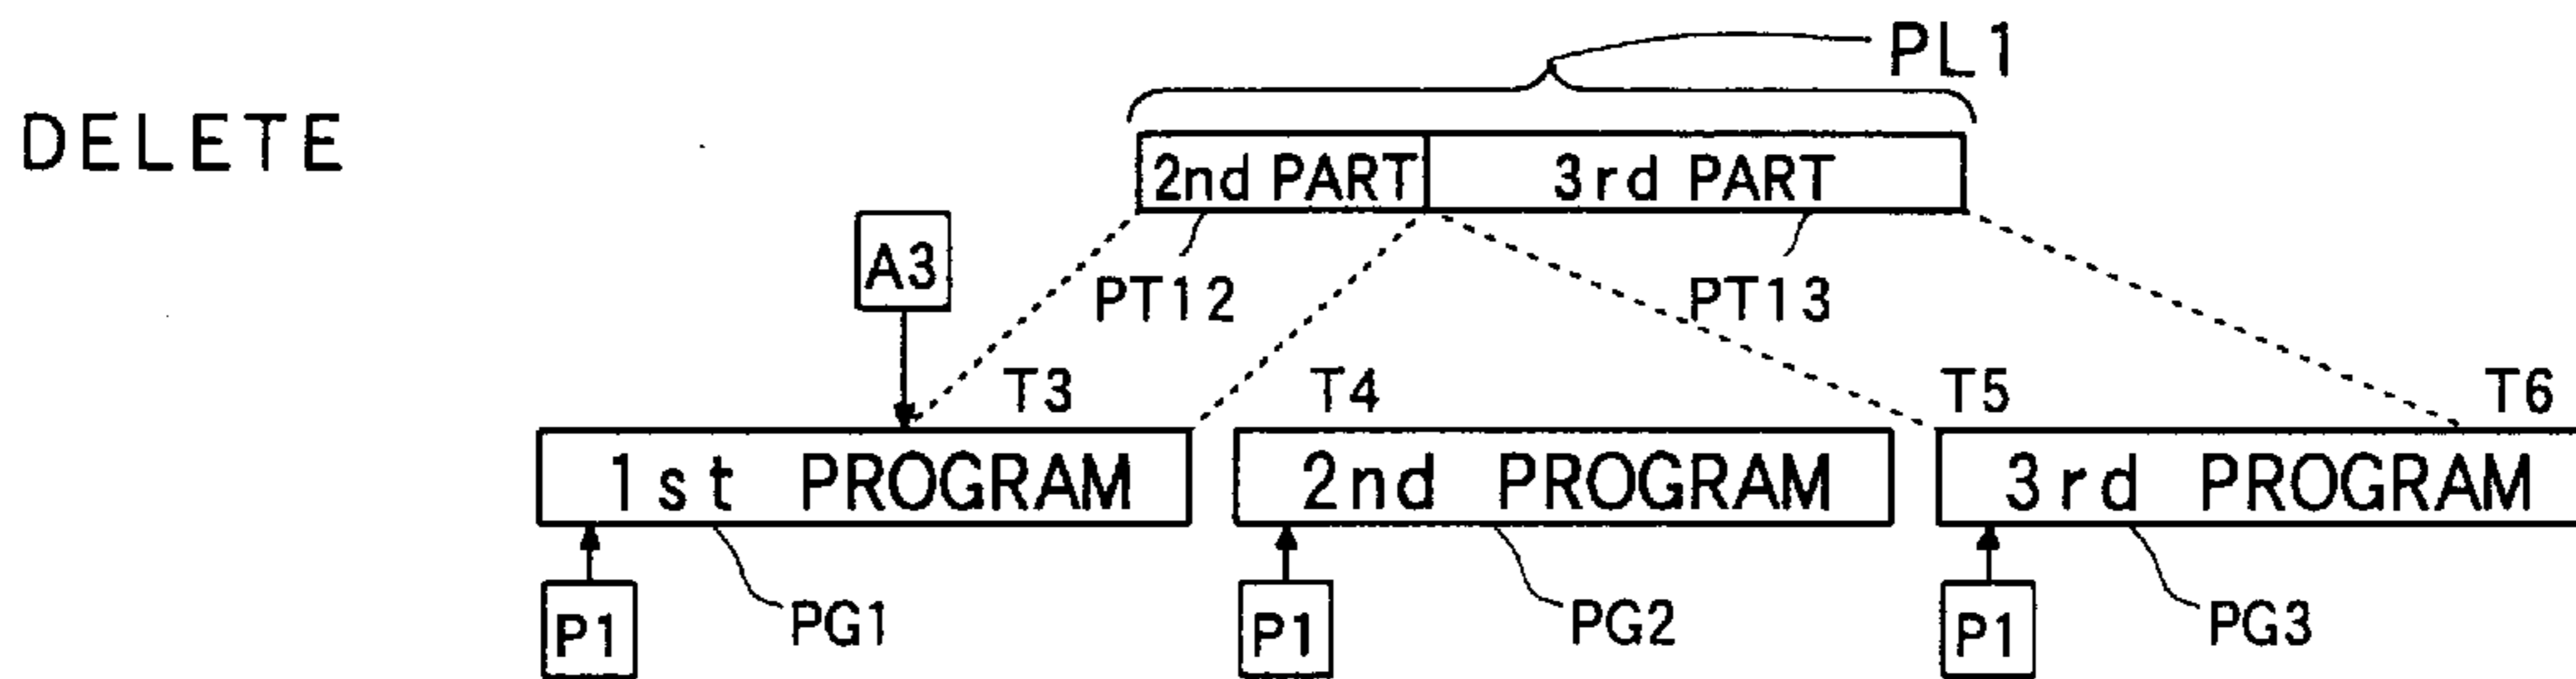 PL1
DELETE
2nd PART 3rd PART
A3
PT12 PT13
T3 T4 T5 T6
1st PROGRAM 2nd PROGRAM 3rd PROGRAM
P1 PG1 P1 PG2 P1 PG3